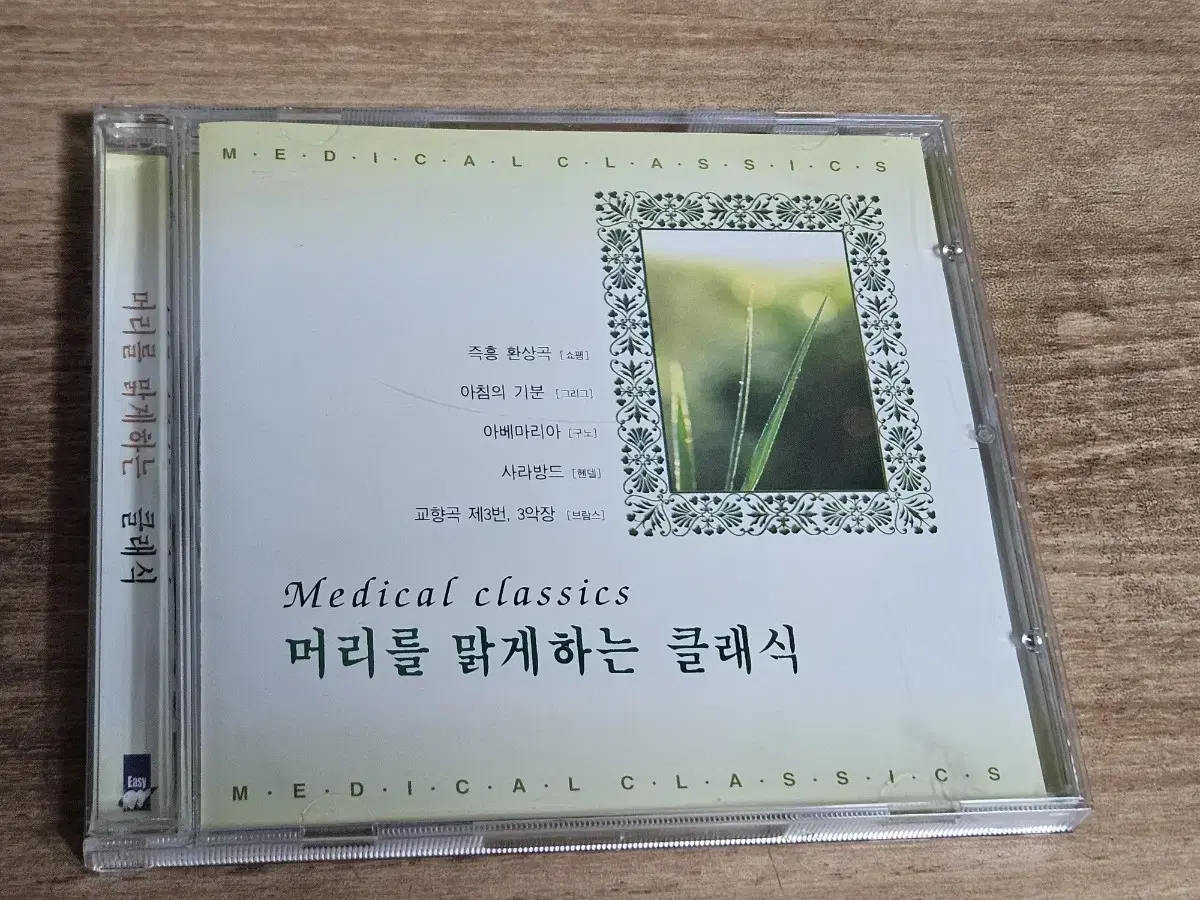 M·E·D·I·C·A·L C·L·A·S·S·I·C·S
즉흥 환상곡 [쇼팽]
아침의 기분 [그리그]
아베마리아 [구노]
사라방드 [헨델]
교향곡 제3번, 3악장 [브람스]
Medical classics
머리를 맑게하는 클래식
M·E·D·I·C·A·L C·L·A·S·S·I·C·S
머리를 맑게하는 클래식
Easy